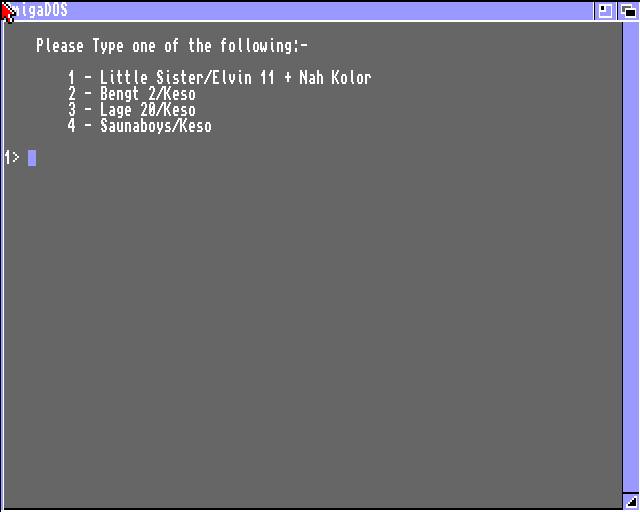 AmigaDOS
Please Type one of the following:-
1 - Little Sister/Elvin 11 + Nah Kolor
2 - Bengt 2/Keso
3 - Lage 20/Keso
4 - Saunaboys/Keso
1>